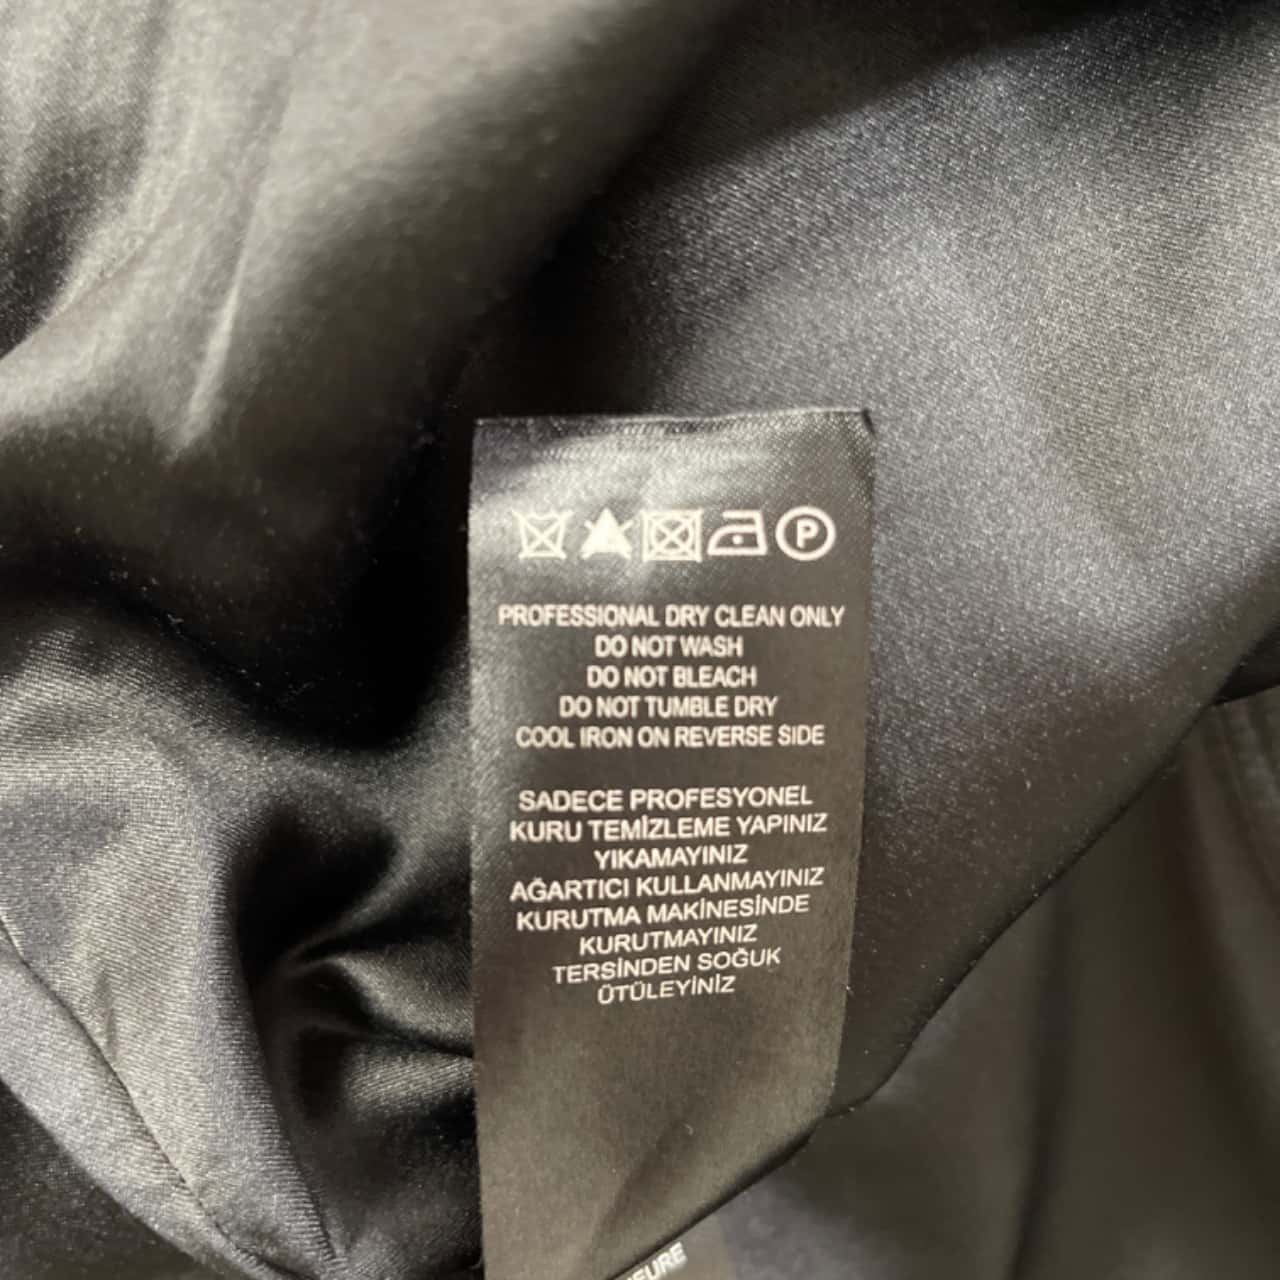 P
PROFESSIONAL DRY CLEAN ONLY
DO NOT WASH
DO NOT BLEACH
DO NOT TUMBLE DRY
COOL IRON ON REVERSE SIDE
SADECE PROFESYONEL
KURU TEMİZLEME YAPINIZ
YIKAMAYINIZ
AĞARTICI KULLANMAYINIZ
KURUTMA MAKİNESİNDE
KURUTMAYINIZ
TERSİNDEN SOĞUK
ÜTÜLEYİNİZ